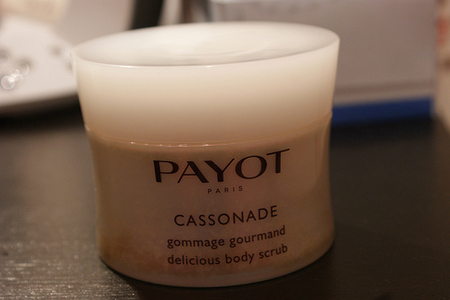 PAYOT
PARIS
CASSONADE
gommage gourmand
delicious body scrub